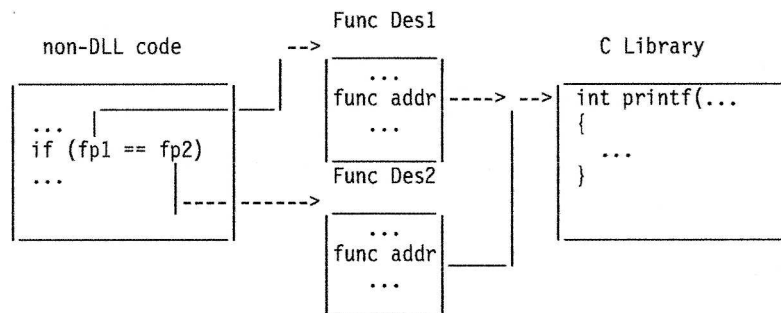 Func Des1
non-DLL code
C Library
...
func addr
...
int printf(...
{
...
}
...
if (fp1 == fp2)
...
Func Des2
...
func addr
...